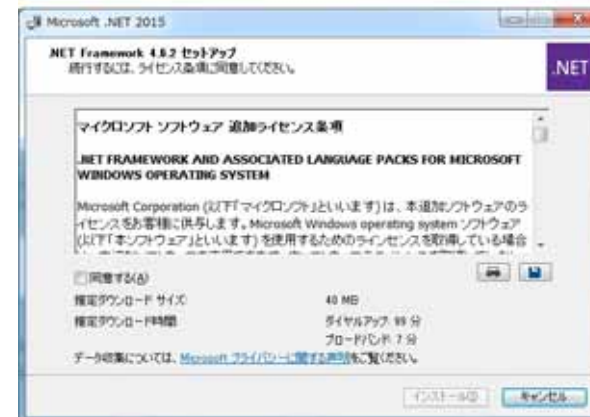 Microsoft .NET 2015
.NET Framework 4.6.2 セットアップ
続行するには、ライセンス条項に同意してください。
.NET
マイクロソフト ソフトウェア 追加ライセンス条項
.NET FRAMEWORK AND ASSOCIATED LANGUAGE PACKS FOR MICROSOFT
WINDOWS OPERATING SYSTEM
Microsoft Corporation (以下「マイクロソフト」といいます) は、本追加ソフトウェアのラ
イセンスをお客様に供与します。Microsoft Windows operating system ソフトウェア
(以下「本ソフトウェア」といいます) を使用するためのラインセンスを取得している場合
同意する(A)
推定ダウンロード サイズ: 40 MB
推定ダウンロード時間: ダイヤルアップ: 99 分
ブロードバンド: 7 分
データ収集については、Microsoft プライバシーに関する声明をご覧ください。
インストール(I) キャンセル